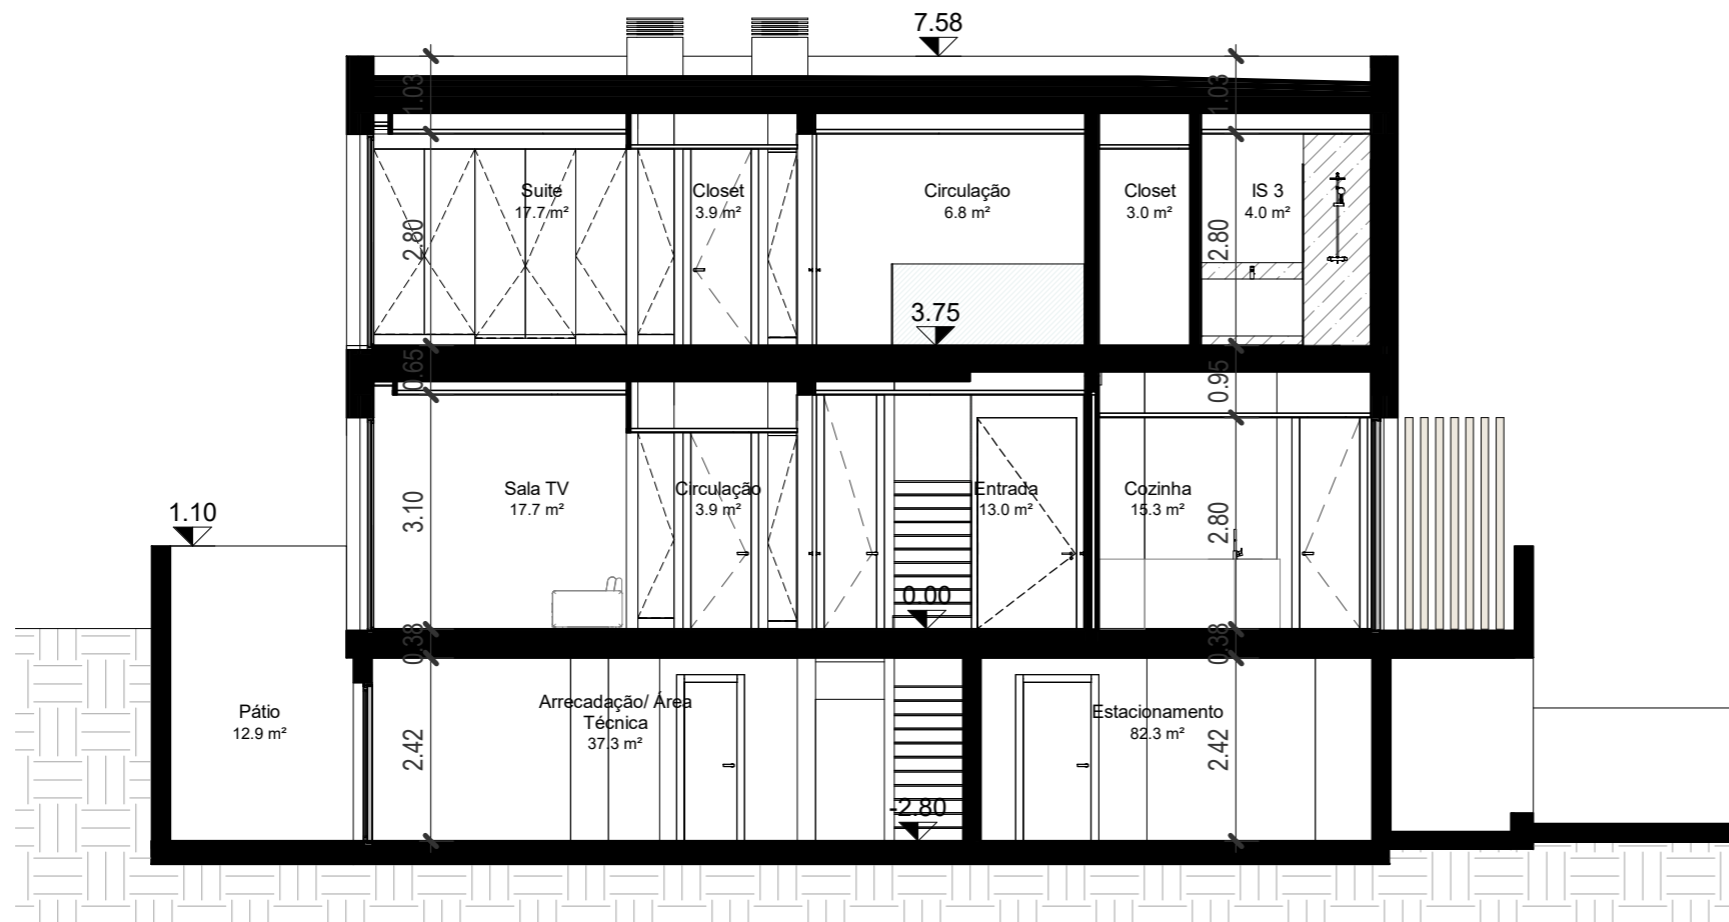 7.58
1.03
1.03
Suite
17.7 m²
Closet
3.9 m²
Circulação
6.8 m²
Closet
3.0 m²
IS 3
4.0 m²
2.80
2.80
3.75
0.65
0.95
1.10
Sala TV
17.7 m²
Circulação
3.9 m²
Entrada
13.0 m²
Cozinha
15.3 m²
3.10
2.80
0.00
0.38
0.38
Pátio
12.9 m²
Arrecadação/ Área
Técnica
37.3 m²
Estacionamento
82.3 m²
2.42
2.42
-2.80